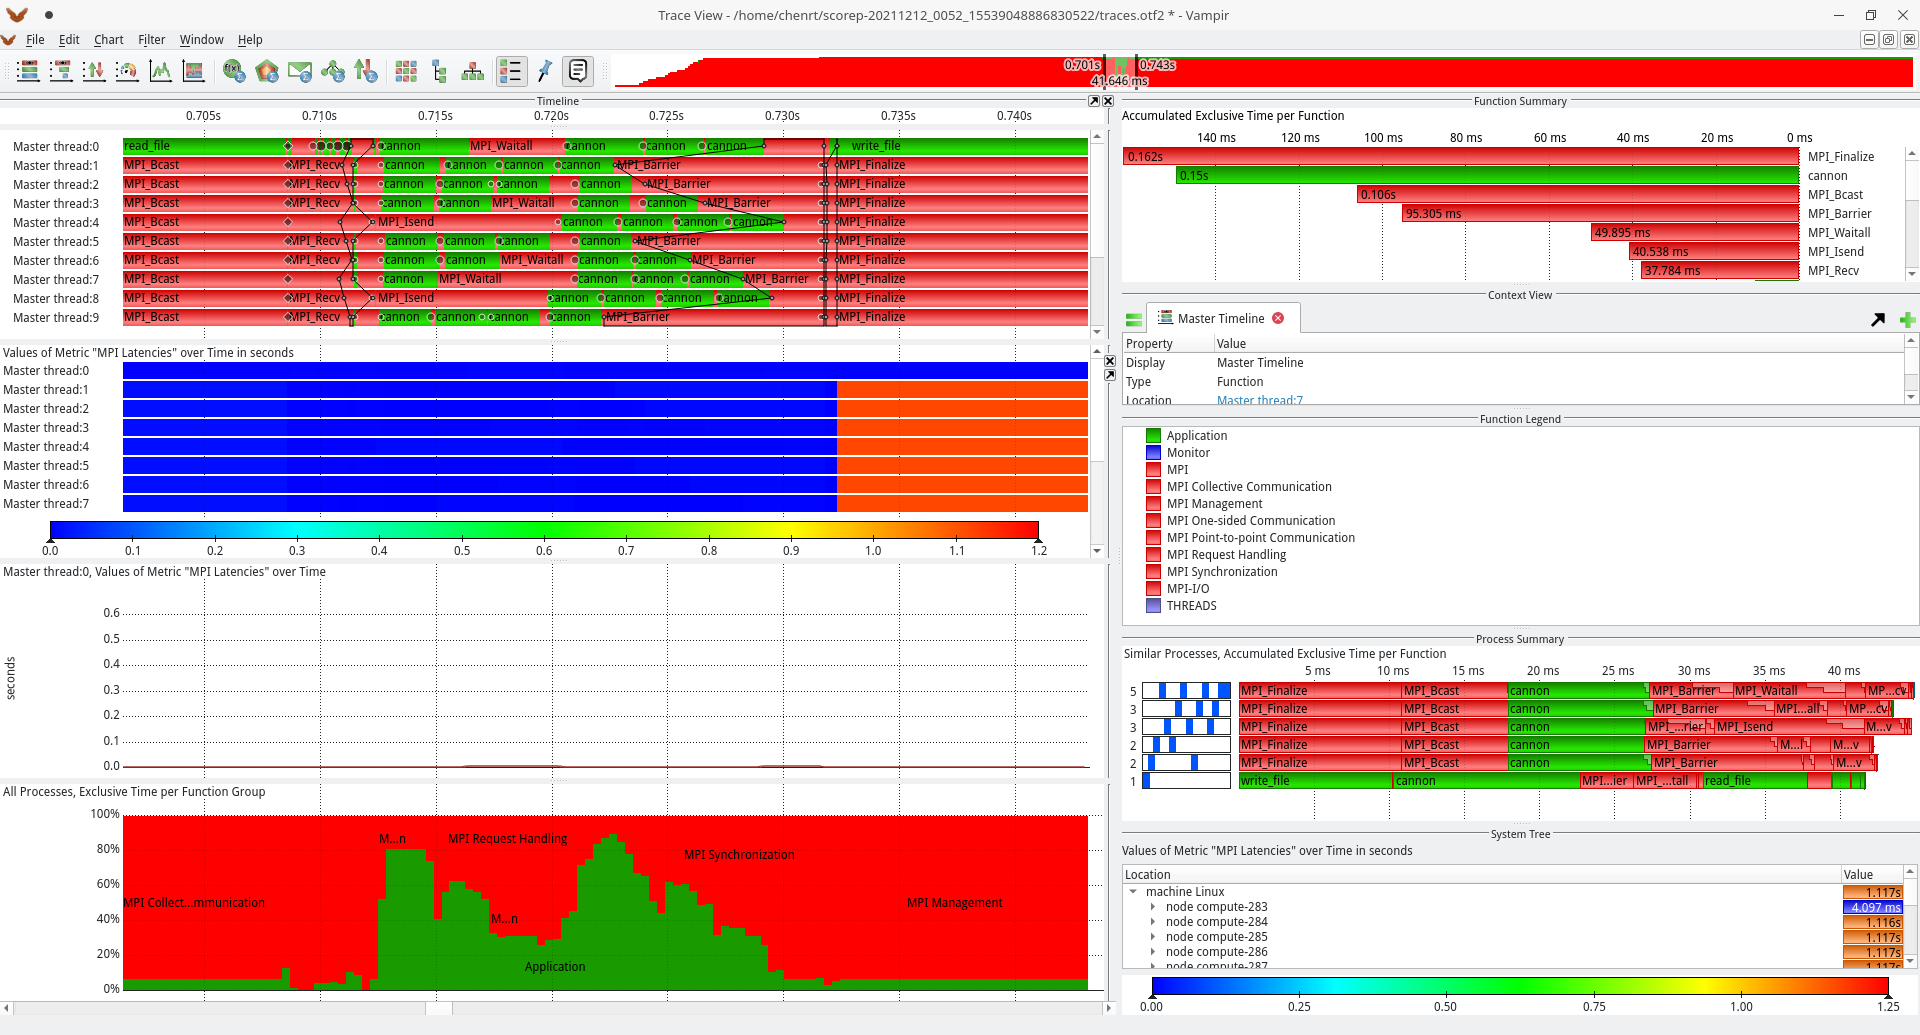 Trace View - /home/chenrt/scorep-20211212_0052_15539048886830522/traces.otf2 * - Vampir
File Edit Chart Filter Window Help
0.701s 0.743s
41.646 ms
Timeline
0.705s 0.710s 0.715s 0.720s 0.725s 0.730s 0.735s 0.740s
Master thread:0 read_file cannon MPI_Waitall cannon cannon cannon write_file
Master thread:1 MPI_Bcast MPI_Recv cannon cannon cannon cannon MPI_Barrier MPI_Finalize
Master thread:2 MPI_Bcast MPI_Recv cannon cannon cannon cannon MPI_Barrier MPI_Finalize
Master thread:3 MPI_Bcast MPI_Recv cannon cannon MPI_Waitall cannon cannon MPI_Barrier MPI_Finalize
Master thread:4 MPI_Bcast MPI_Isend cannon cannon cannon cannon MPI_Finalize
Master thread:5 MPI_Bcast MPI_Recv cannon cannon cannon cannon MPI_Barrier MPI_Finalize
Master thread:6 MPI_Bcast MPI_Recv cannon cannon MPI_Waitall cannon cannon MPI_Barrier MPI_Finalize
Master thread:7 MPI_Bcast MPI_Recv cannon MPI_Waitall cannon cannon cannon MPI_Barrier MPI_Finalize
Master thread:8 MPI_Bcast MPI_Recv MPI_Isend cannon cannon cannon cannon MPI_Finalize
Master thread:9 MPI_Bcast MPI_Recv cannon cannon cannon cannon MPI_Barrier MPI_Finalize
Values of Metric "MPI Latencies" over Time in seconds
Master thread:0
Master thread:1
Master thread:2
Master thread:3
Master thread:4
Master thread:5
Master thread:6
Master thread:7
0.0 0.1 0.2 0.3 0.4 0.5 0.6 0.7 0.8 0.9 1.0 1.1 1.2
Master thread:0, Values of Metric "MPI Latencies" over Time
seconds
0.6
0.5
0.4
0.3
0.2
0.1
0.0
All Processes, Exclusive Time per Function Group
100%
80%
60%
40%
20%
0%
M...n MPI Request Handling
MPI Synchronization
MPI Collect...mmunication MPI Management
M...n
Application
Function Summary
Accumulated Exclusive Time per Function
140 ms 120 ms 100 ms 80 ms 60 ms 40 ms 20 ms 0 ms
0.162s MPI_Finalize
0.15s cannon
0.106s MPI_Bcast
95.305 ms MPI_Barrier
49.895 ms MPI_Waitall
40.538 ms MPI_Isend
37.784 ms MPI_Recv
Context View
Master Timeline
Property Value
Display Master Timeline
Type Function
Location Master thread:7
Function Legend
Application
Monitor
MPI
MPI Collective Communication
MPI Management
MPI One-sided Communication
MPI Point-to-point Communication
MPI Request Handling
MPI Synchronization
MPI-I/O
THREADS
Process Summary
Similar Processes, Accumulated Exclusive Time per Function
5 ms 10 ms 15 ms 20 ms 25 ms 30 ms 35 ms 40 ms
5 MPI_Finalize MPI_Bcast cannon MPI_Barrier MPI_Waitall MP...cv
3 MPI_Finalize MPI_Bcast cannon MPI_Barrier MPI...all MP...cv
3 MPI_Finalize MPI_Bcast cannon MPI_...rier MPI_Isend M...v
2 MPI_Finalize MPI_Bcast cannon MPI_Barrier M...l M...v
2 MPI_Finalize MPI_Bcast cannon MPI_Barrier M...v
1 write_file cannon MPI...ier MPI_...tall read_file
System Tree
Values of Metric "MPI Latencies" over Time in seconds
Location Value
machine Linux 1.117s
node compute-283 4.097 ms
node compute-284 1.116s
node compute-285 1.117s
node compute-286 1.117s
node compute-287 1.117s
0.00 0.25 0.50 0.75 1.00 1.25